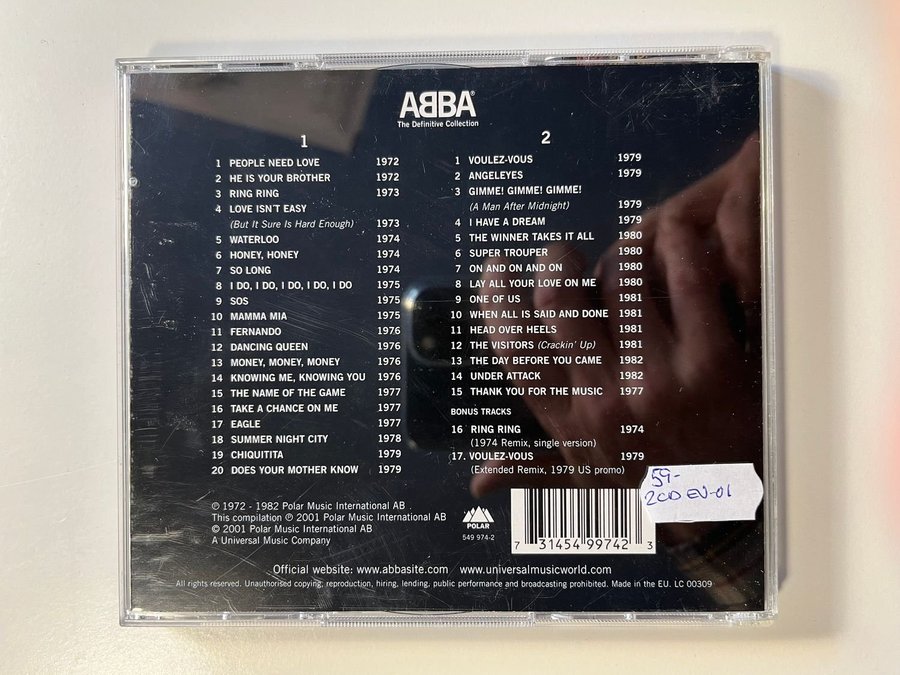 ABBA®
The Definitive Collection
1
1 PEOPLE NEED LOVE 1972
2 HE IS YOUR BROTHER 1972
3 RING RING 1973
4 LOVE ISN'T EASY
(But It Sure Is Hard Enough) 1973
5 WATERLOO 1974
6 HONEY, HONEY 1974
7 SO LONG 1974
8 I DO, I DO, I DO, I DO, I DO 1975
9 SOS 1975
10 MAMMA MIA 1975
11 FERNANDO 1976
12 DANCING QUEEN 1976
13 MONEY, MONEY, MONEY 1976
14 KNOWING ME, KNOWING YOU 1976
15 THE NAME OF THE GAME 1977
16 TAKE A CHANCE ON ME 1977
17 EAGLE 1977
18 SUMMER NIGHT CITY 1978
19 CHIQUITITA 1979
20 DOES YOUR MOTHER KNOW 1979
2
1 VOULEZ-VOUS 1979
2 ANGELEYES 1979
3 GIMME! GIMME! GIMME!
(A Man After Midnight) 1979
4 I HAVE A DREAM 1979
5 THE WINNER TAKES IT ALL 1980
6 SUPER TROUPER 1980
7 ON AND ON AND ON 1980
8 LAY ALL YOUR LOVE ON ME 1980
9 ONE OF US 1981
10 WHEN ALL IS SAID AND DONE 1981
11 HEAD OVER HEELS 1981
12 THE VISITORS (Crackin' Up) 1981
13 THE DAY BEFORE YOU CAME 1982
14 UNDER ATTACK 1982
15 THANK YOU FOR THE MUSIC 1977
BONUS TRACKS
16 RING RING 1974
(1974 Remix, single version)
17. VOULEZ-VOUS 1979
(Extended Remix, 1979 US promo)
59-
2CD EN-01
℗ 1972 - 1982 Polar Music International AB .
This compilation ℗ 2001 Polar Music International AB
© 2001 Polar Music International AB
A Universal Music Company
POLAR
549 974-2
7 31454 99742 3
Official website: www.abbasite.com www.universalmusicworld.com
All rights reserved. Unauthorised copying, reproduction, hiring, lending, public performance and broadcasting prohibited. Made in the EU. LC 00309